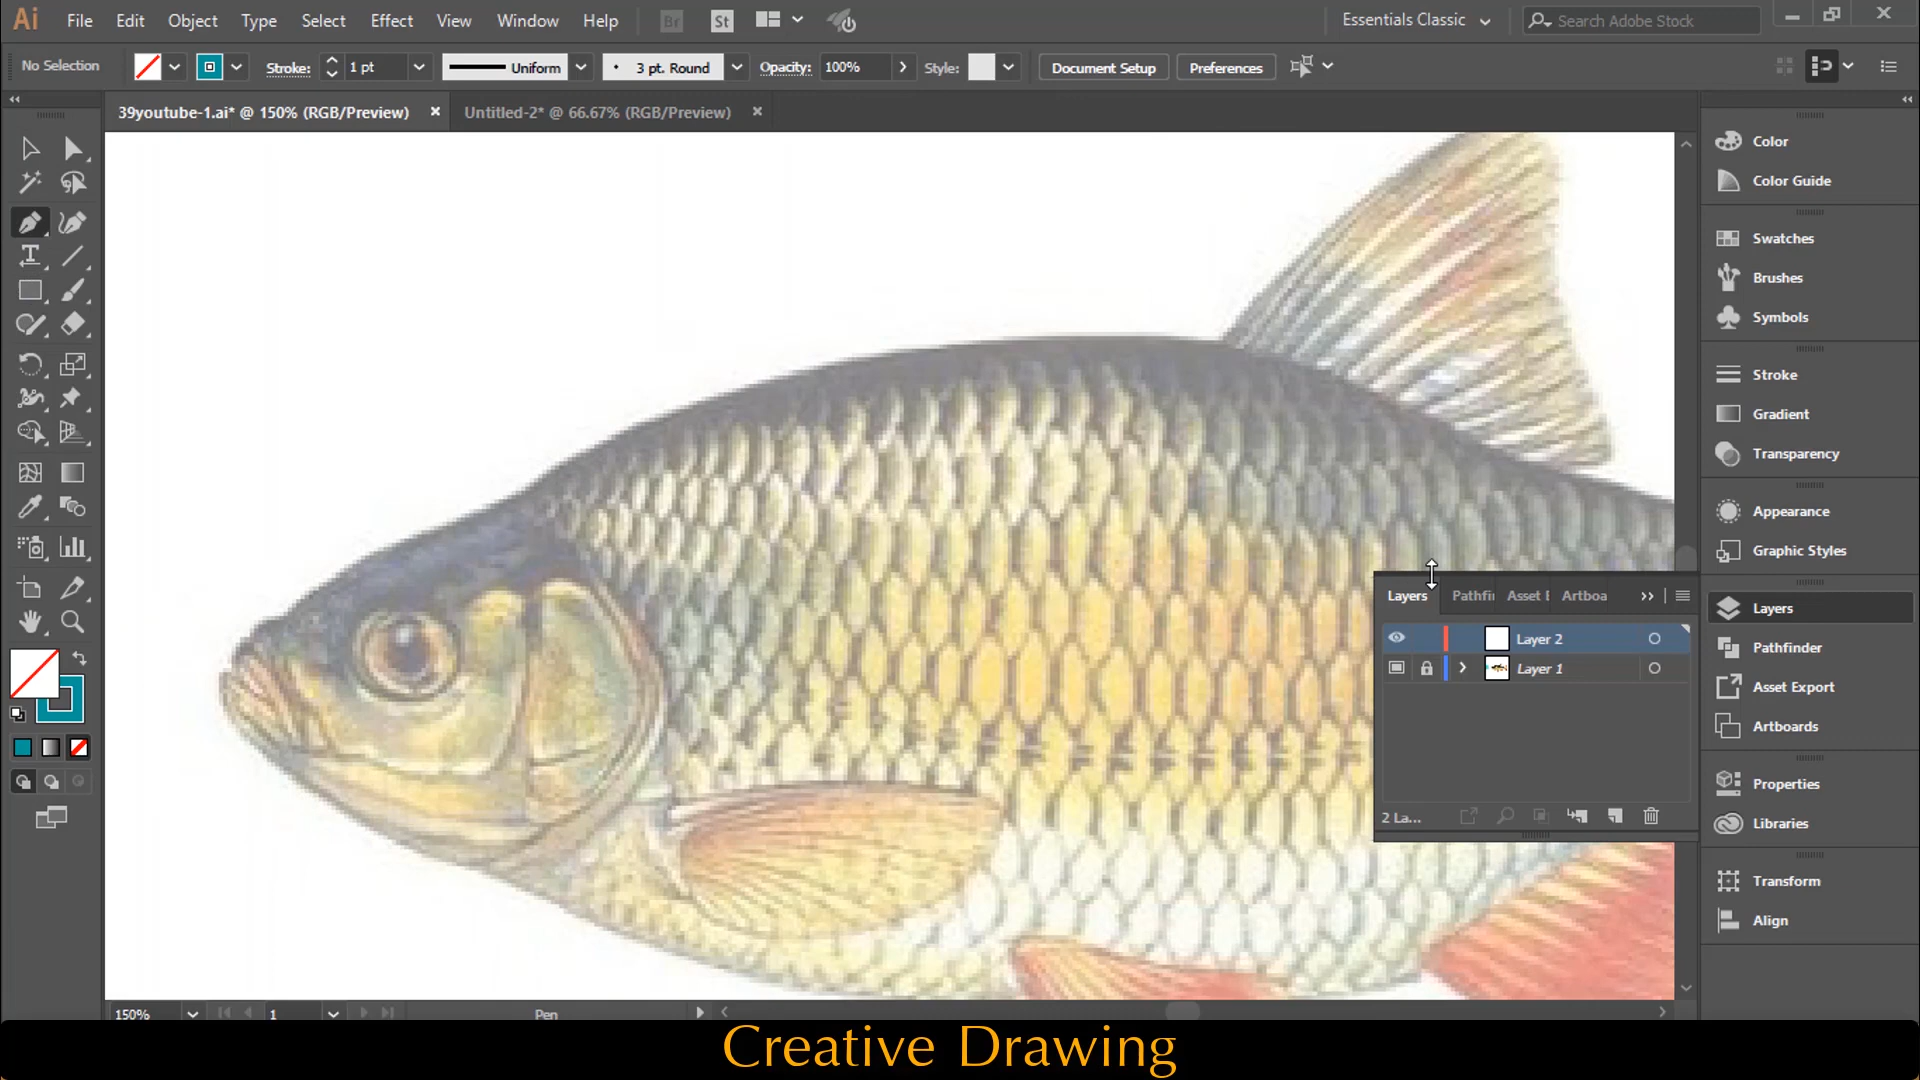 Ai File Edit Object Type Select Effect View Window Help Br St Essentials Classic Search Adobe Stock
No Selection Stroke: 1 pt Uniform 3 pt. Round Opacity: 100% Style: Document Setup Preferences
39youtube-1.ai* @ 150% (RGB/Preview) Untitled-2* @ 66.67% (RGB/Preview)
Color
Color Guide
Swatches
Brushes
Symbols
Stroke
Gradient
Transparency
Appearance
Graphic Styles
Layers
Pathfinder
Asset Export
Artboards
Properties
Libraries
Transform
Align
Layers Pathfi Asset E Artboa
Layer 2
Layer 1
2 La...
150% 1 Pen
Creative Drawing